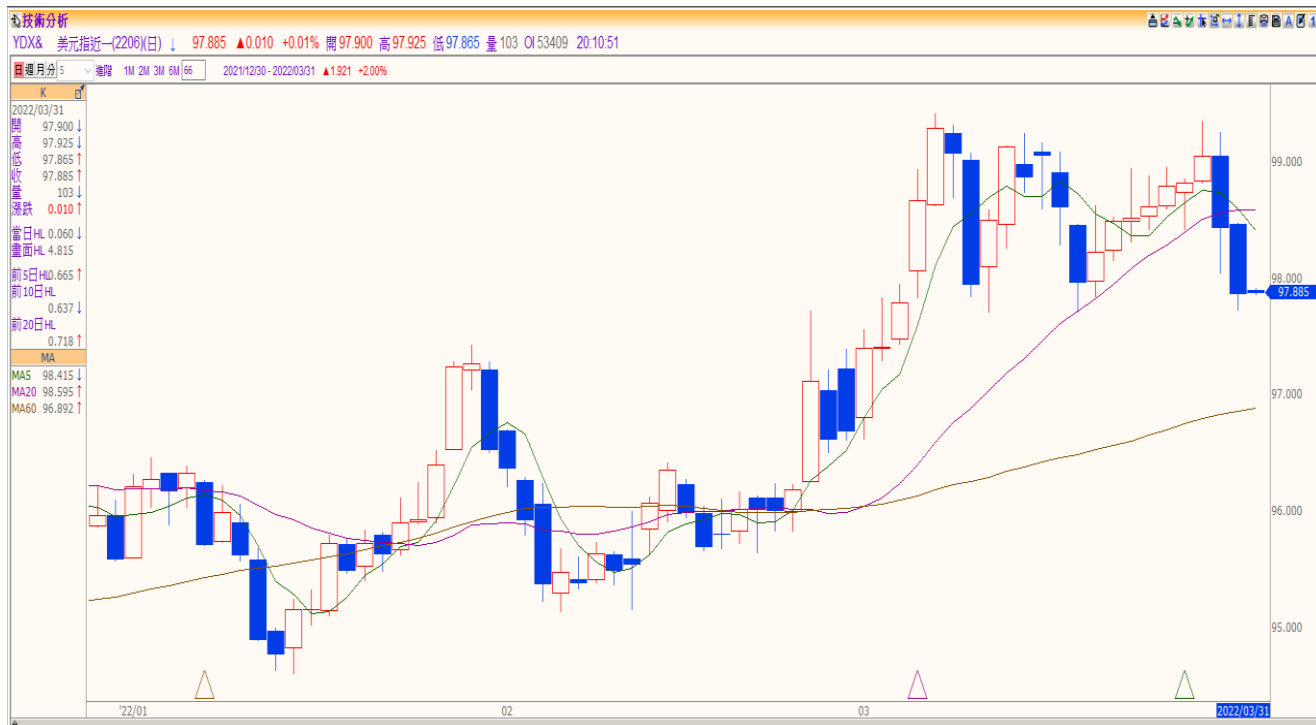 技術分析
YDX& 美元指近一(2206)(日) ↓ 97.885 ▲0.010 +0.01% 開 97.900 高 97.925 低 97.865 量 103 OI 53409 20:10:51
日 週 月 分 5 進階 1M 2M 3M 6M 66 2021/12/30 - 2022/03/31 ▲1.921 +2.00%
K
2022/03/31
開 97.900 ↓
高 97.925 ↓
低 97.865 ↑
收 97.885 ↑
量 103 ↓
漲跌 0.010 ↑
當日HL 0.060 ↓
畫面HL 4.815
前5日HL 0.665 ↑
前10日HL
0.637 ↓
前20日HL
0.718 ↑
MA
MA5 98.415 ↓
MA20 98.595 ↑
MA60 96.892 ↑
99.000
98.000
97.885
97.000
96.000
95.000
'22/01 02 03 2022/03/31